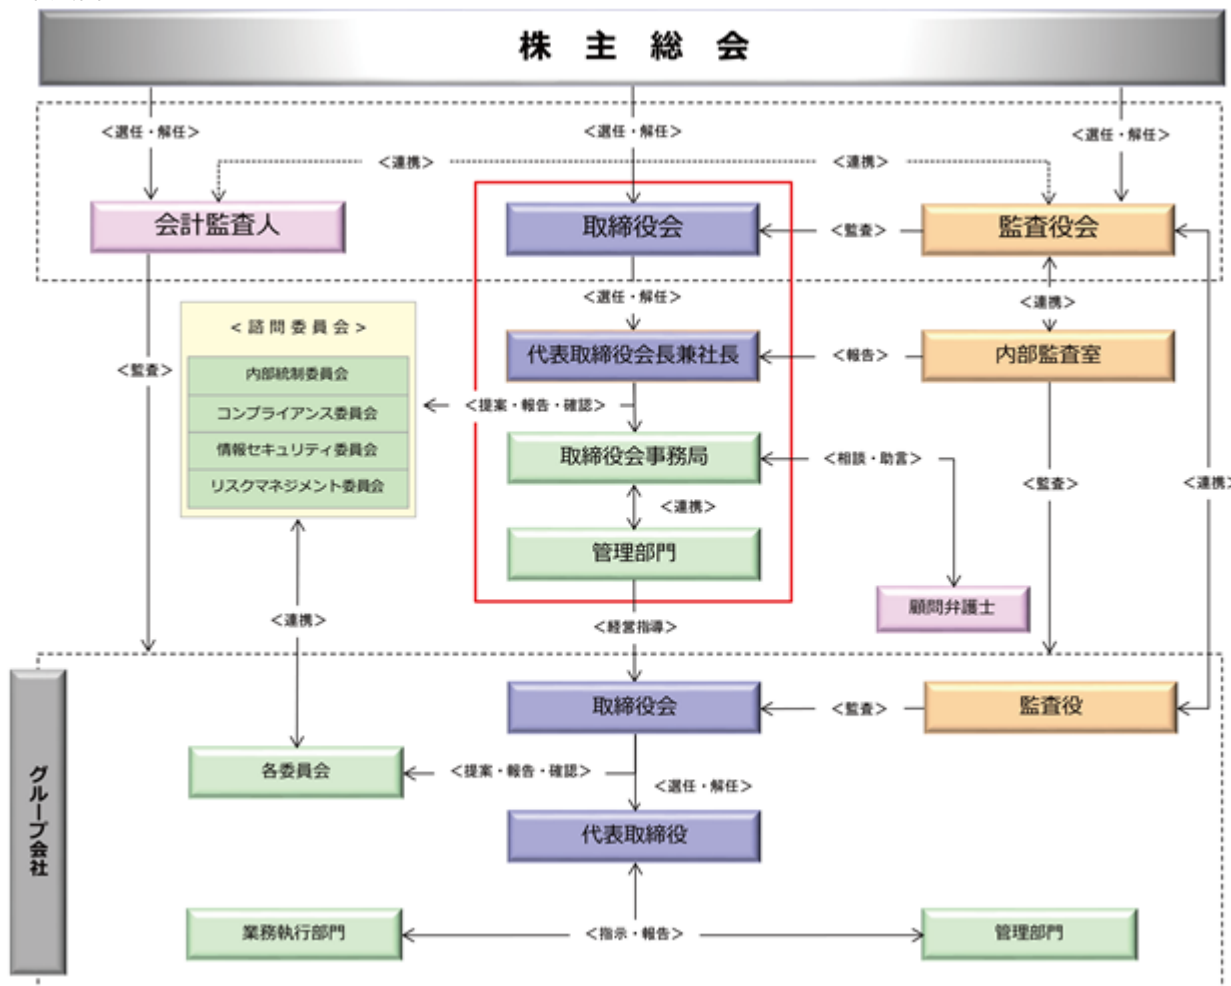 株主総会
<選任・解任>
<選任・解任>
<選任・解任>
<連携>
<連携>
会計監査人
取締役会
<監査>
監査役会
<選任・解任>
<連携>
<諮問委員会>
内部統制委員会
コンプライアンス委員会
情報セキュリティ委員会
リスクマネジメント委員会
<監査>
代表取締役会長兼社長
<報告>
内部監査室
<提案・報告・確認>
取締役会事務局
<相談・助言>
<監査>
<連携>
<連携>
管理部門
顧問弁護士
<連携>
<経営指導>
グループ会社
取締役会
<監査>
監査役
各委員会
<提案・報告・確認>
<選任・解任>
代表取締役
業務執行部門
<指示・報告>
管理部門